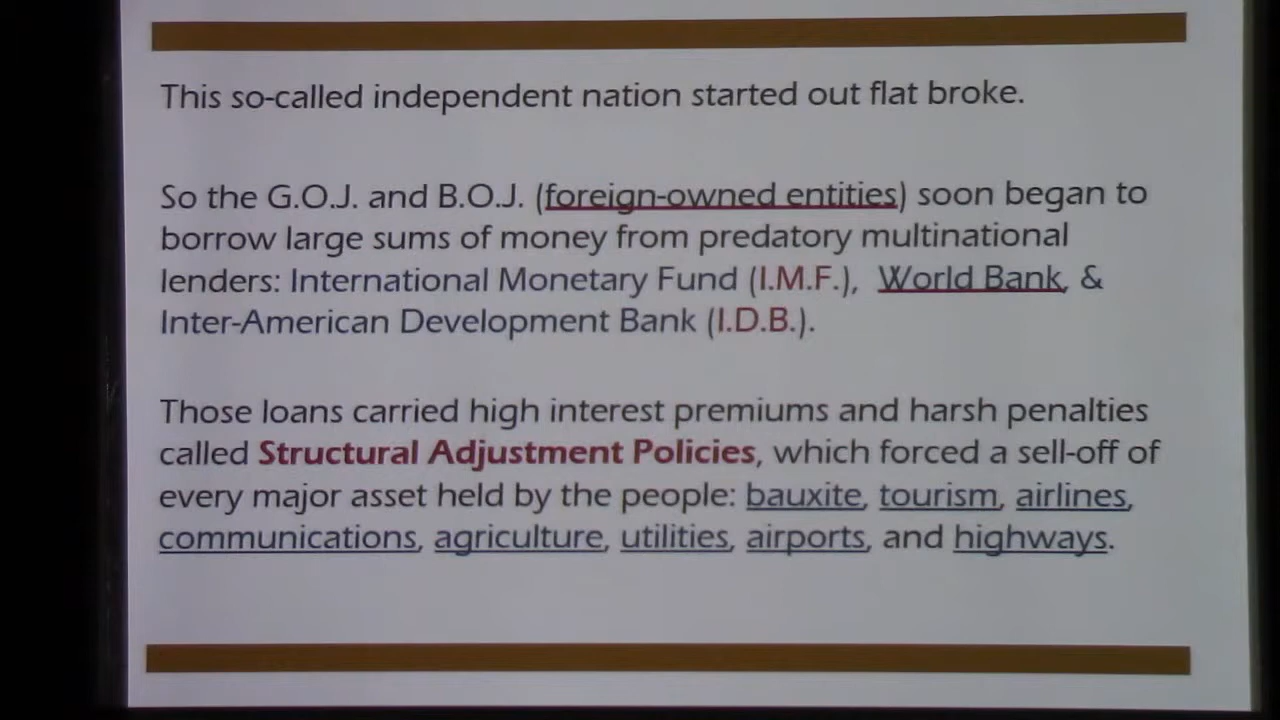 This so-called independent nation started out flat broke.
So the G.O.J. and B.O.J. (foreign-owned entities) soon began to
borrow large sums of money from predatory multinational
lenders: International Monetary Fund (I.M.F.), World Bank, &
Inter-American Development Bank (I.D.B.).
Those loans carried high interest premiums and harsh penalties
called Structural Adjustment Policies, which forced a sell-off of
every major asset held by the people: bauxite, tourism, airlines,
communications, agriculture, utilities, airports, and highways.